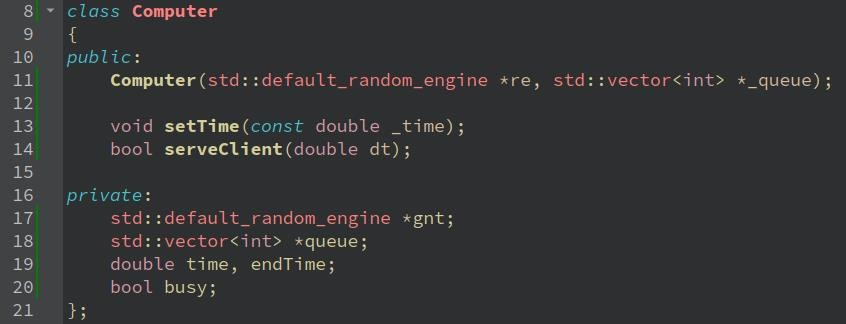 8 class Computer
9 {
10 public:
11 Computer(std::default_random_engine *re, std::vector<int> *_queue);
12
13 void setTime(const double _time);
14 bool serveClient(double dt);
15
16 private:
17 std::default_random_engine *gnt;
18 std::vector<int> *queue;
19 double time, endTime;
20 bool busy;
21 };